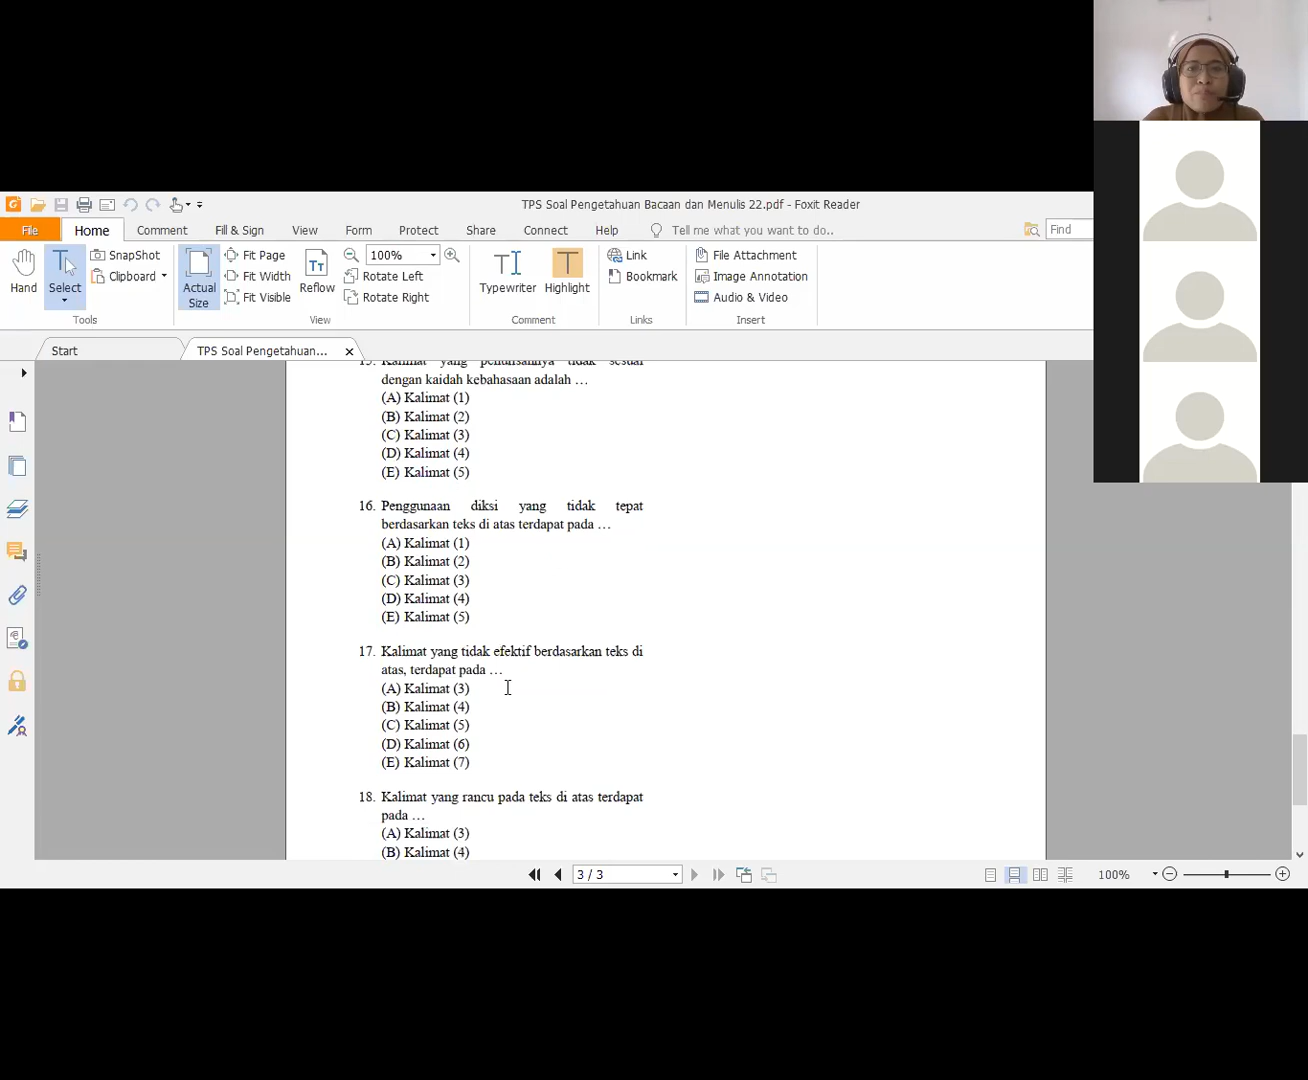 TPS Soal Pengetahuan Bacaan dan Menulis 22.pdf - Foxit Reader
File Home Comment Fill & Sign View Form Protect Share Connect Help Tell me what you want to do.. Find
Hand
Select
SnapShot
Clipboard
Tools
Actual Size
Fit Page
Fit Width
Fit Visible
Reflow
100%
Rotate Left
Rotate Right
View
Typewriter
Highlight
Comment
Link
Bookmark
Links
File Attachment
Image Annotation
Audio & Video
Insert
Start
TPS Soal Pengetahuan...
15. Kalimat yang penulisannya tidak sesuai
dengan kaidah kebahasaan adalah …
(A) Kalimat (1)
(B) Kalimat (2)
(C) Kalimat (3)
(D) Kalimat (4)
(E) Kalimat (5)
16. Penggunaan diksi yang tidak tepat
berdasarkan teks di atas terdapat pada …
(A) Kalimat (1)
(B) Kalimat (2)
(C) Kalimat (3)
(D) Kalimat (4)
(E) Kalimat (5)
17. Kalimat yang tidak efektif berdasarkan teks di
atas, terdapat pada …
(A) Kalimat (3)
(B) Kalimat (4)
(C) Kalimat (5)
(D) Kalimat (6)
(E) Kalimat (7)
18. Kalimat yang rancu pada teks di atas terdapat
pada …
(A) Kalimat (3)
(B) Kalimat (4)
3 / 3
100%